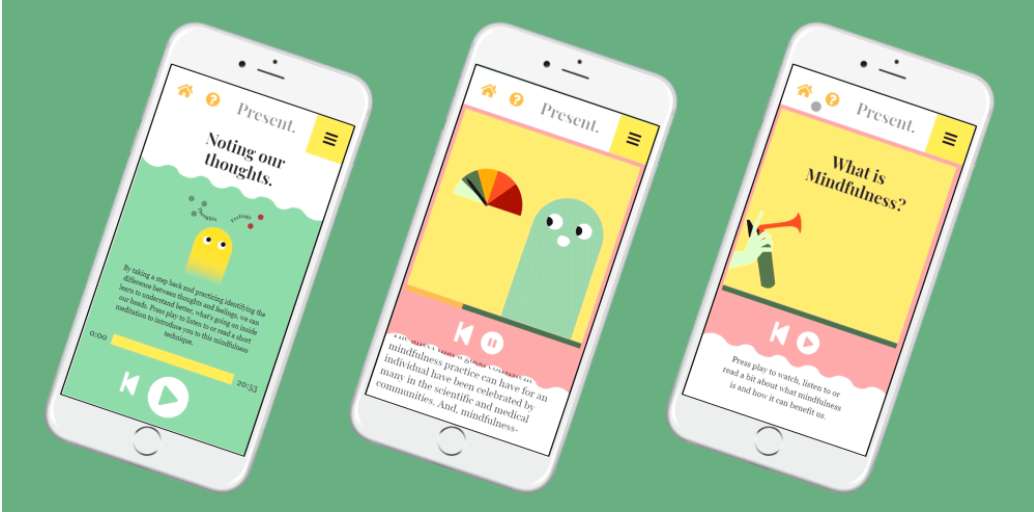 Present.
Noting our
thoughts.
Thoughts
Feelings
By taking a step back and practicing identifying the
difference between thoughts and feelings, we can
learn to understand better, what's going on inside
our heads. Press play to listen to or read a short
meditation to introduce you to this mindfulness
technique.
0:00
20:53
Present.
mindfulness practice can have for an
individual have been celebrated by
many in the scientific and medical
communities. And, mindfulness-
Present.
What is
Mindfulness?
Press play to watch, listen to or
read a bit about what mindfulness
is and how it can benefit us.